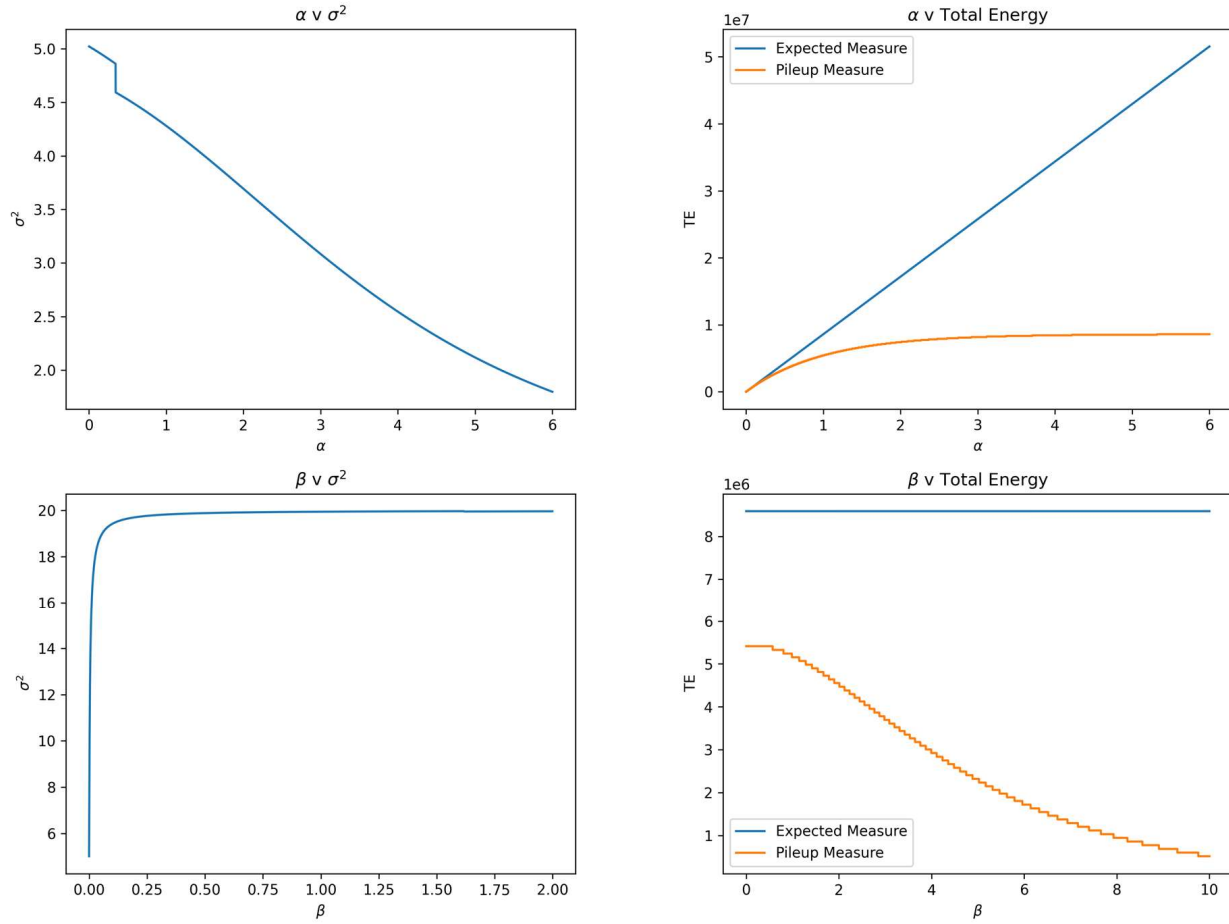 α v σ²
5.0
4.5
4.0
3.5
3.0
2.5
2.0
σ²
0 1 2 3 4 5 6
α
α v Total Energy
1e7
Expected Measure
Pileup Measure
5
4
3
2
1
0
TE
0 1 2 3 4 5 6
α
β v σ²
20
18
16
14
12
10
8
6
σ²
0.00 0.25 0.50 0.75 1.00 1.25 1.50 1.75 2.00
β
β v Total Energy
1e6
8
7
6
5
4
3
2
1
TE
Expected Measure
Pileup Measure
0 2 4 6 8 10
β